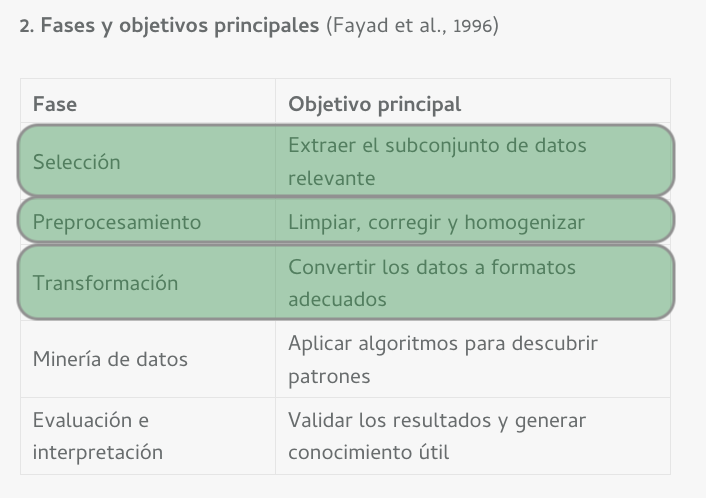 2. Fases y objetivos principales (Fayad et al., 1996)
Fase
Objetivo principal
Selección
Extraer el subconjunto de datos
relevante
Preprocesamiento
Limpiar, corregir y homogenizar
Transformación
Convertir los datos a formatos
adecuados
Minería de datos
Aplicar algoritmos para descubrir
patrones
Evaluación e
interpretación
Validar los resultados y generar
conocimiento útil